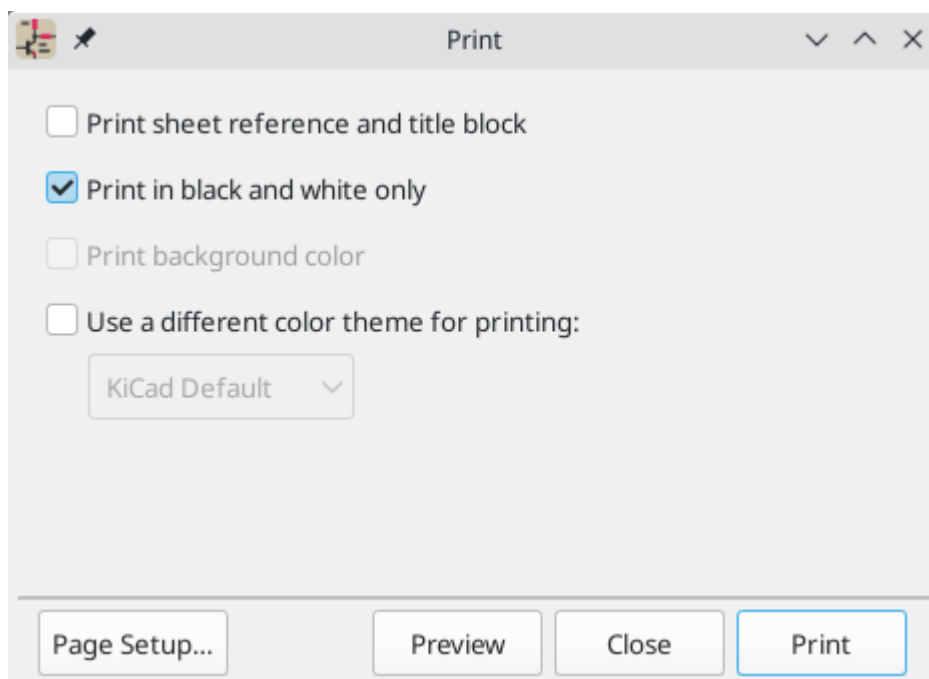 Print
Print sheet reference and title block
Print in black and white only
Print background color
Use a different color theme for printing:
KiCad Default
Page Setup...
Preview
Close
Print